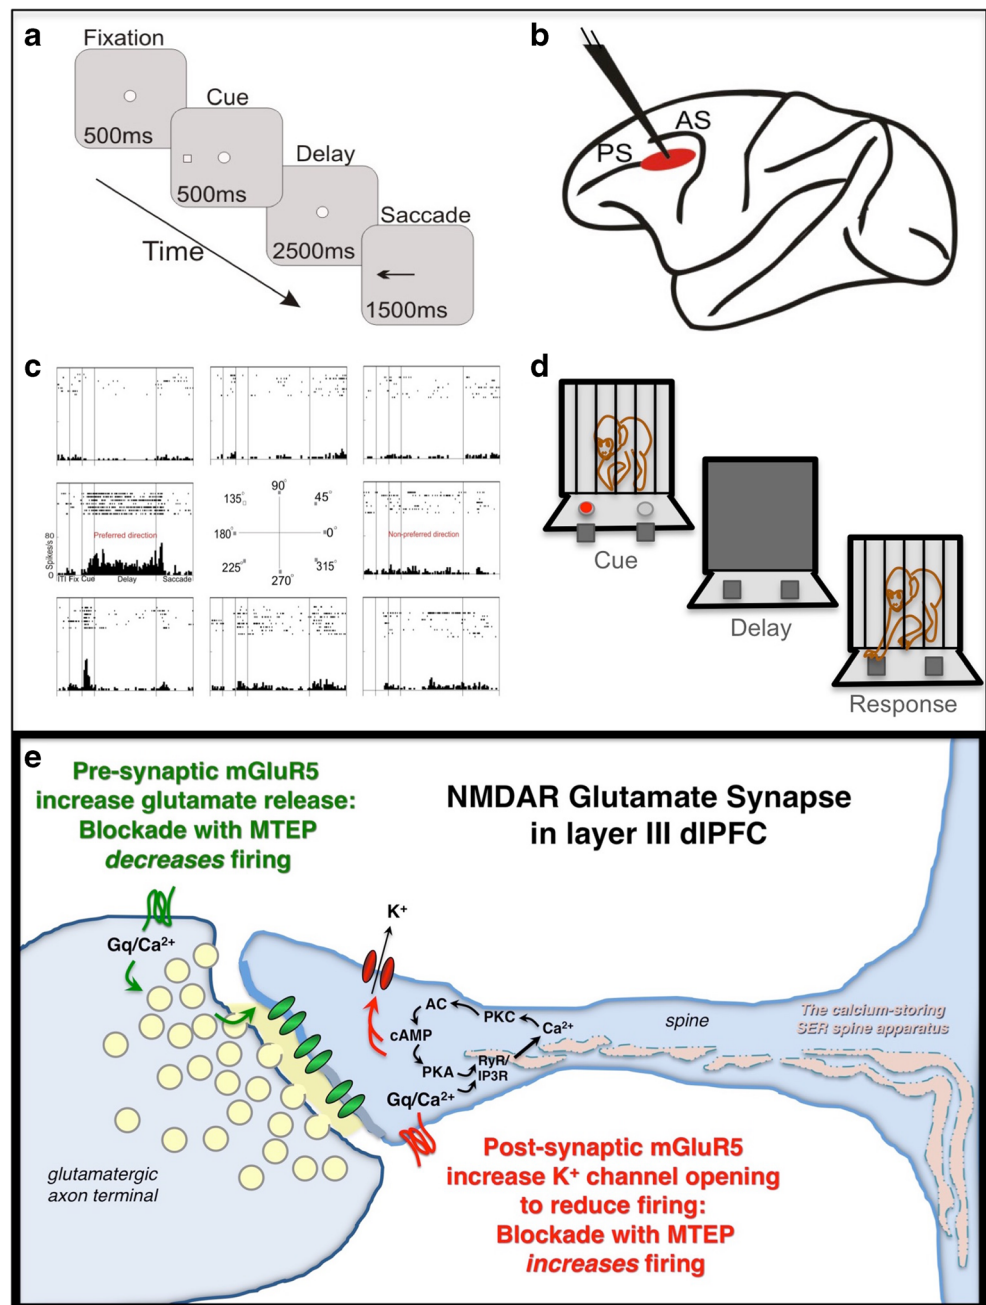 a
Fixation
500ms
Cue
500ms
Delay
2500ms
Saccade
1500ms
Time
b
AS
PS
c
80
Spikes/s
0
Preferred direction
ITI Fix Cue Delay Saccade
90°
135° 45°
180° 0°
225° 315°
270°
Non-preferred direction
d
Cue
Delay
Response
e
Pre-synaptic mGluR5
increase glutamate release:
Blockade with MTEP
decreases firing
NMDAR Glutamate Synapse
in layer III dlPFC
Gq/Ca²⁺
K⁺
AC
PKC
Ca²⁺
cAMP
PKA
RyR/
IP3R
Gq/Ca²⁺
spine
The calcium-storing
SER spine apparatus
glutamatergic
axon terminal
Post-synaptic mGluR5
increase K⁺ channel opening
to reduce firing:
Blockade with MTEP
increases firing